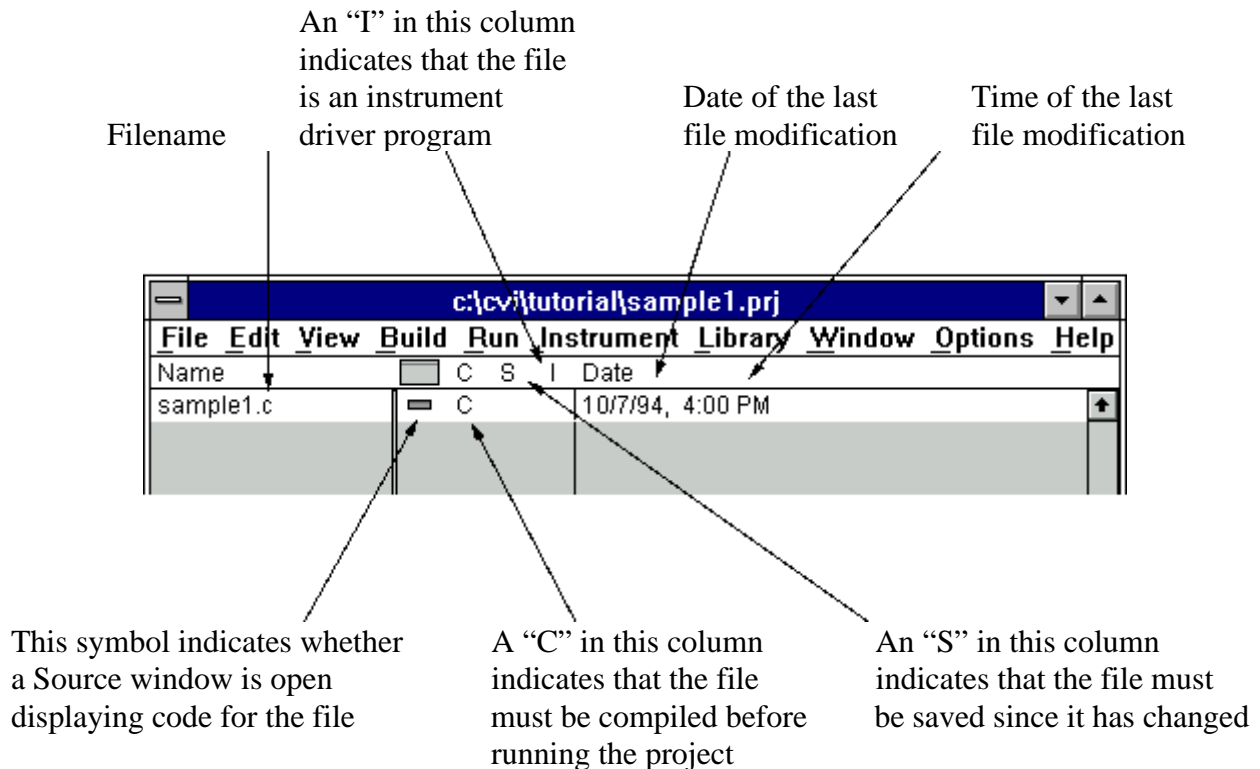 An “I” in this column
indicates that the file
is an instrument
driver program
Filename
Date of the last
file modification
Time of the last
file modification
c:\cvi\tutorial\sample1.prj
File Edit View Build Run Instrument Library Window Options Help
Name C S I Date
sample1.c C 10/7/94, 4:00 PM
This symbol indicates whether
a Source window is open
displaying code for the file
A “C” in this column
indicates that the file
must be compiled before
running the project
An “S” in this column
indicates that the file must
be saved since it has changed